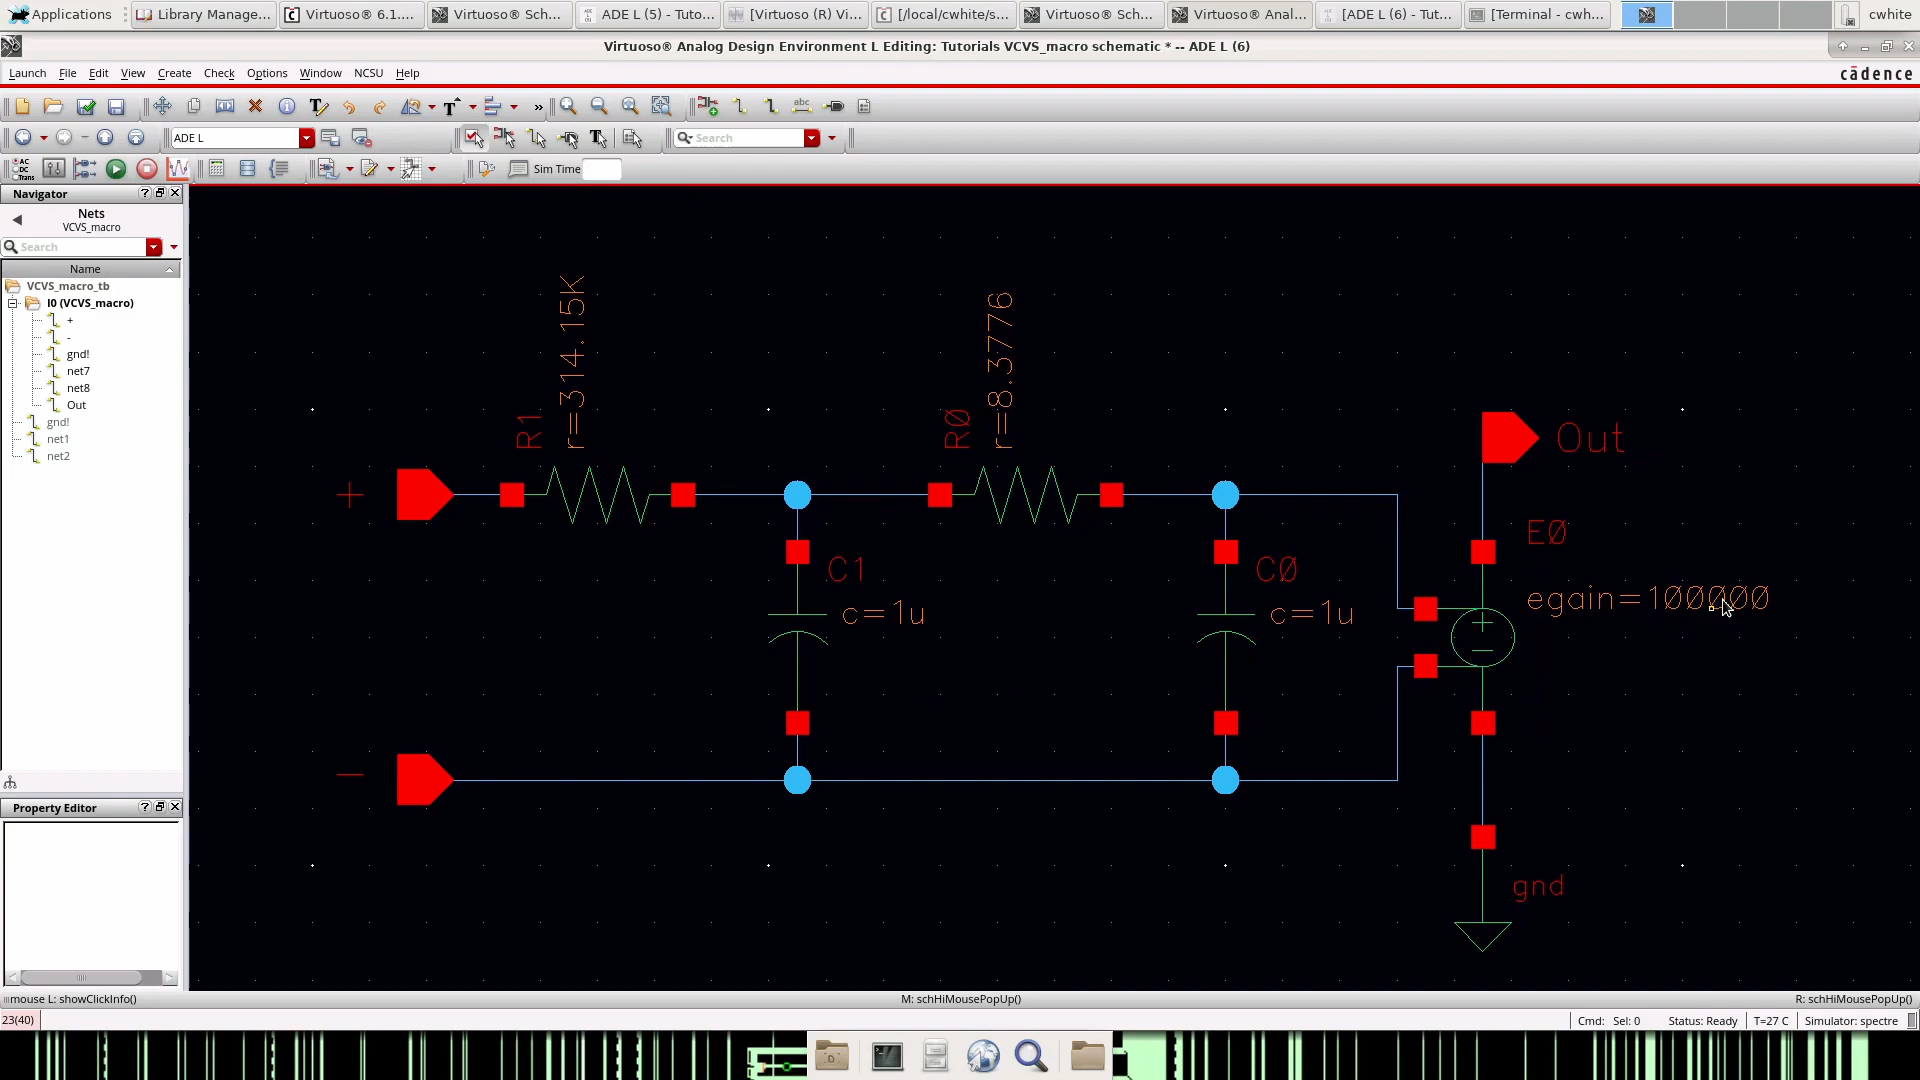 Applications
Library Manage...
Virtuoso® 6.1....
Virtuoso® Sch...
ADE L (5) - Tuto...
[Virtuoso (R) Vi...
[/local/cwhite/s...
Virtuoso® Sch...
Virtuoso® Anal...
[ADE L (6) - Tut...
[Terminal - cwh...
cwhite
Virtuoso® Analog Design Environment L Editing: Tutorials VCVS_macro schematic * -- ADE L (6)
Launch File Edit View Create Check Options Window NCSU Help
cādence
T T
abc
ADE L
T
Search
AC
DC
Trans
Sim Time
Navigator
Nets
VCVS_macro
Search
Name
VCVS_macro_tb
I0 (VCVS_macro)
+
-
gnd!
net7
net8
Out
gnd!
net1
net2
Property Editor
R1
r=314.15K
R0
r=8.3776
+
C1
c=1u
C0
c=1u
Out
E0
egain=100000
gnd
mouse L: showClickInfo()
M: schHiMousePopUp()
R: schHiMousePopUp()
23(40)
Cmd: Sel: 0
Status: Ready
T=27 C
Simulator: spectre